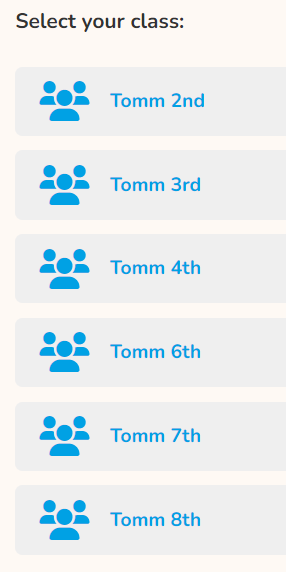 Select your class:
Tomm 2nd
Tomm 3rd
Tomm 4th
Tomm 6th
Tomm 7th
Tomm 8th